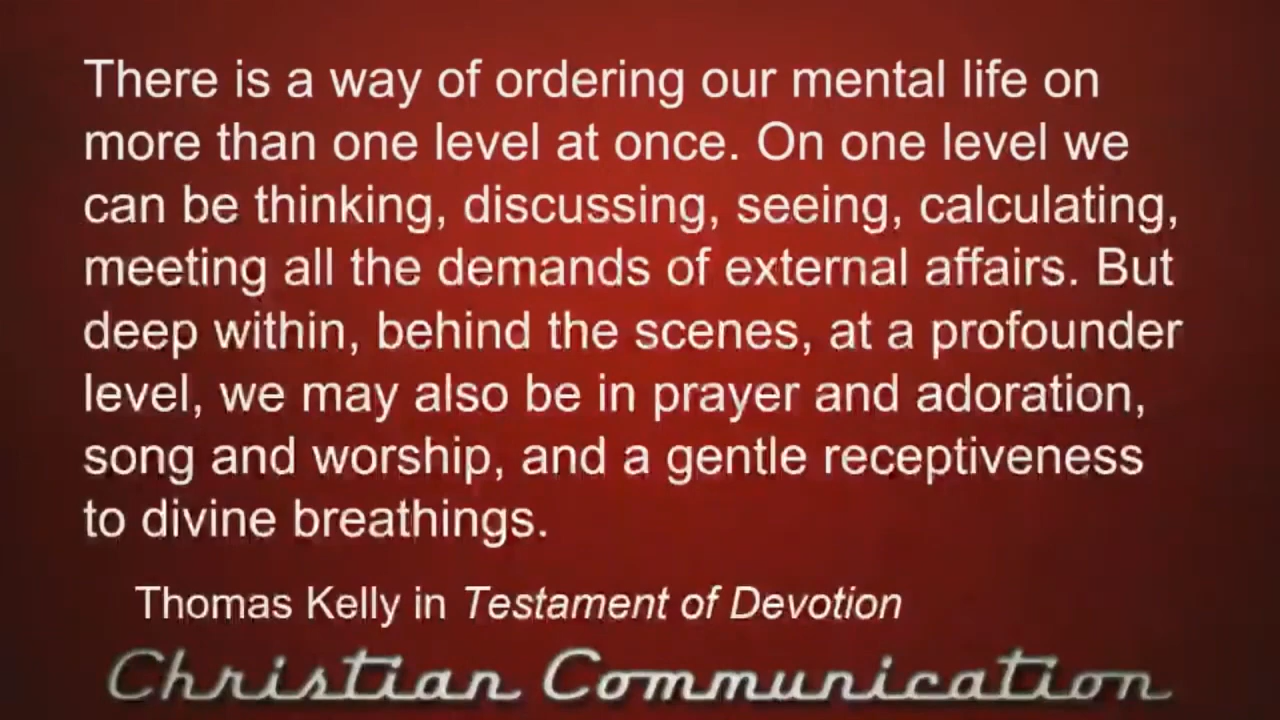 There is a way of ordering our mental life on
more than one level at once. On one level we
can be thinking, discussing, seeing, calculating,
meeting all the demands of external affairs. But
deep within, behind the scenes, at a profounder
level, we may also be in prayer and adoration,
song and worship, and a gentle receptiveness
to divine breathings.
Thomas Kelly in Testament of Devotion
Christian Communication